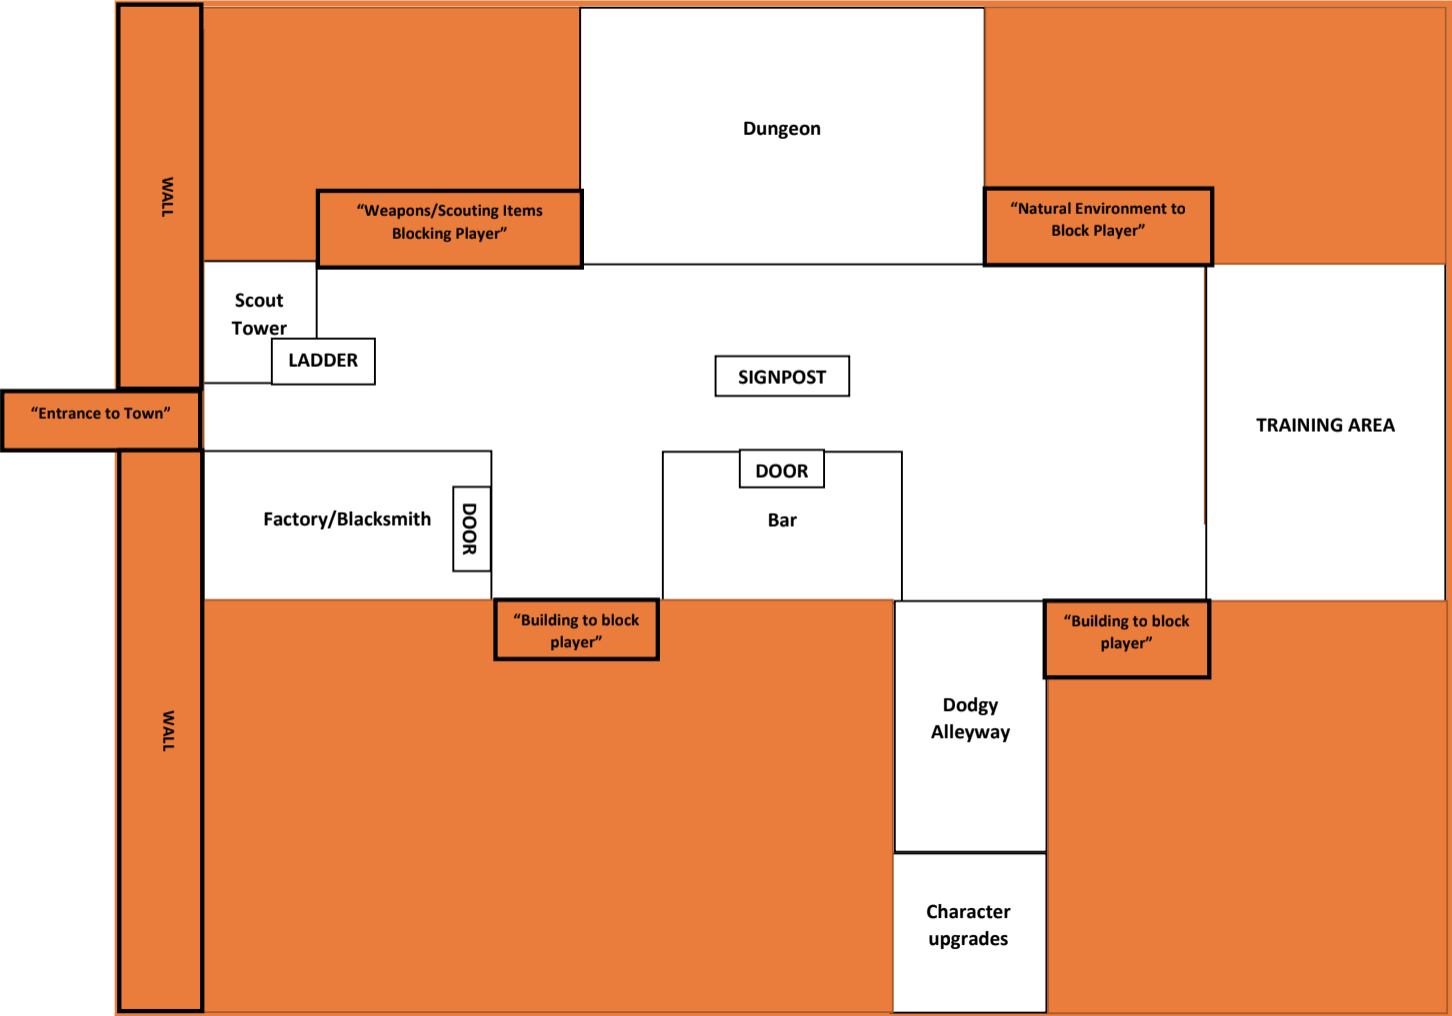 Dungeon
WALL
“Weapons/Scouting Items
Blocking Player”
“Natural Environment to
Block Player”
Scout
Tower
LADDER
SIGNPOST
“Entrance to Town”
TRAINING AREA
Factory/Blacksmith
DOOR
DOOR
Bar
“Building to block
player”
“Building to block
player”
WALL
Dodgy
Alleyway
Character
upgrades